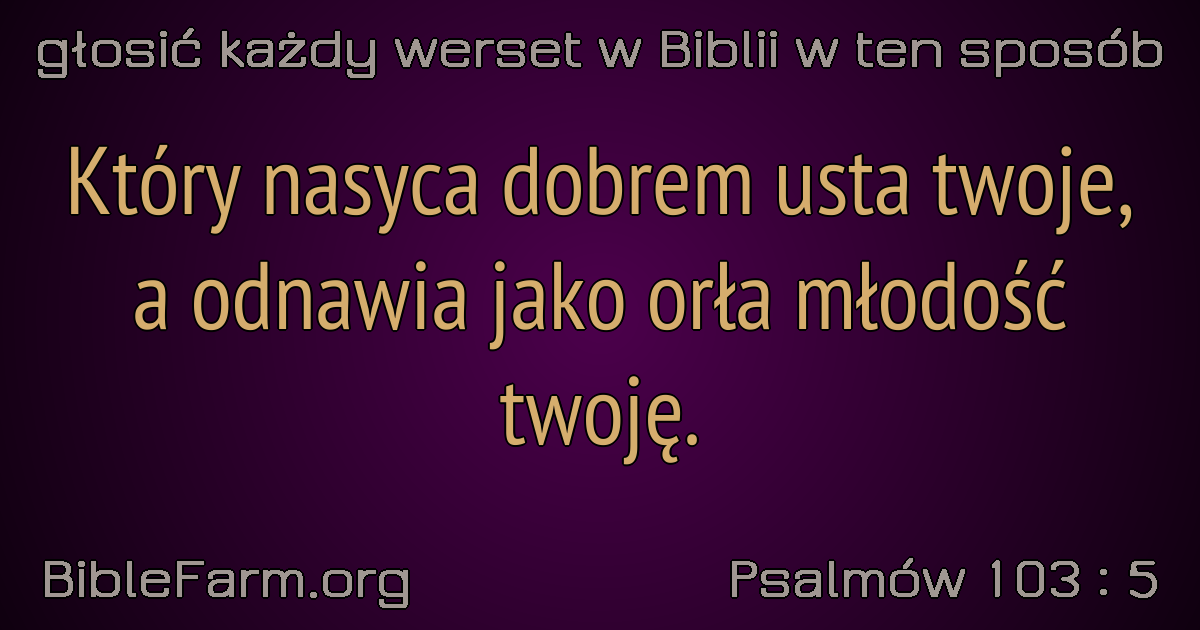 głosić każdy werset w Biblii w ten sposób
Który nasyca dobrem usta twoje,
a odnawia jako orła młodość
twoję.
BibleFarm.org
Psalmów 103 : 5